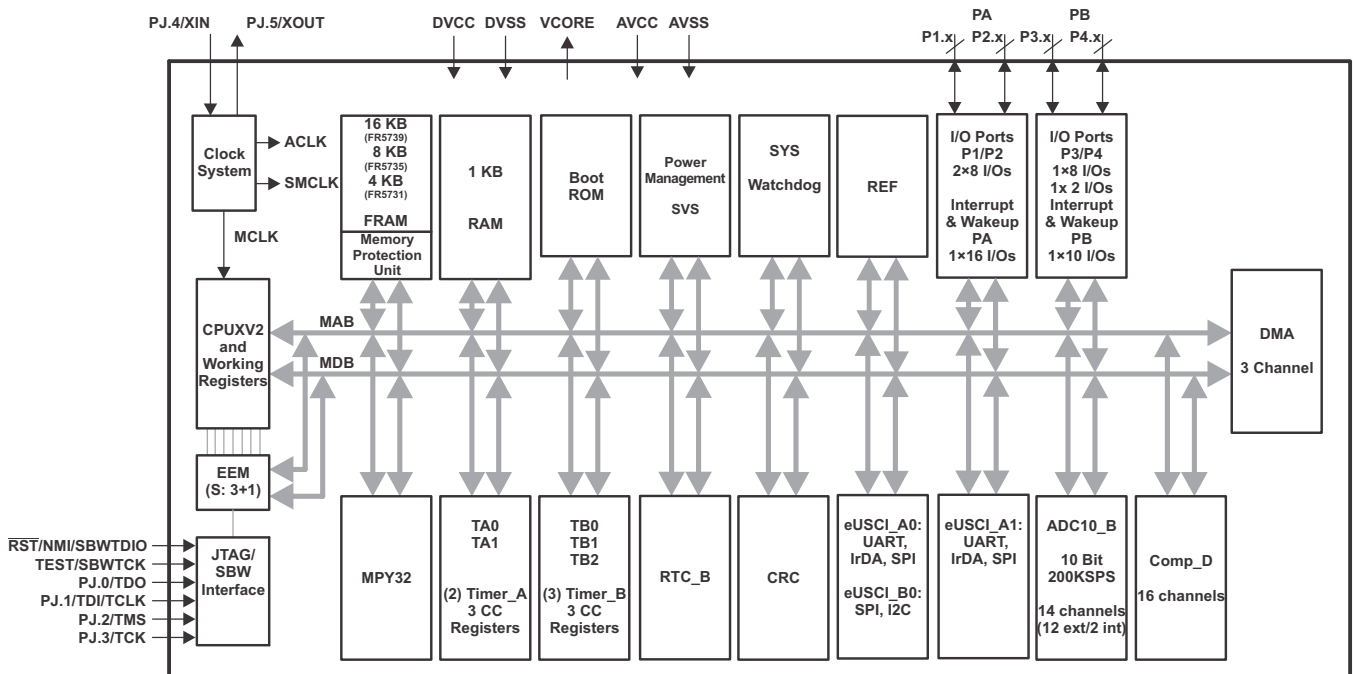 PJ.4/XIN
PJ.5/XOUT
DVCC
DVSS
VCORE
AVCC
AVSS
PA
P1.x
P2.x
PB
P3.x
P4.x
Clock
System
ACLK
SMCLK
MCLK
16 KB
(FR5739)
8 KB
(FR5735)
4 KB
(FR5731)
FRAM
Memory
Protection
Unit
1 KB
RAM
Boot
ROM
Power
Management
SVS
SYS
Watchdog
REF
I/O Ports
P1/P2
2×8 I/Os
Interrupt
& Wakeup
PA
1×16 I/Os
I/O Ports
P3/P4
1×8 I/Os
1x 2 I/Os
Interrupt
& Wakeup
PB
1×10 I/Os
CPUXV2
and
Working
Registers
MAB
MDB
DMA
3 Channel
EEM
(S: 3+1)
RST/NMI/SBWTDIO
TEST/SBWTCK
PJ.0/TDO
PJ.1/TDI/TCLK
PJ.2/TMS
PJ.3/TCK
JTAG/
SBW
Interface
MPY32
TA0
TA1
(2) Timer_A
3 CC
Registers
TB0
TB1
TB2
(3) Timer_B
3 CC
Registers
RTC_B
CRC
eUSCI_A0:
UART,
IrDA, SPI
eUSCI_B0:
SPI, I2C
eUSCI_A1:
UART,
IrDA, SPI
ADC10_B
10 Bit
200KSPS
14 channels
(12 ext/2 int)
Comp_D
16 channels